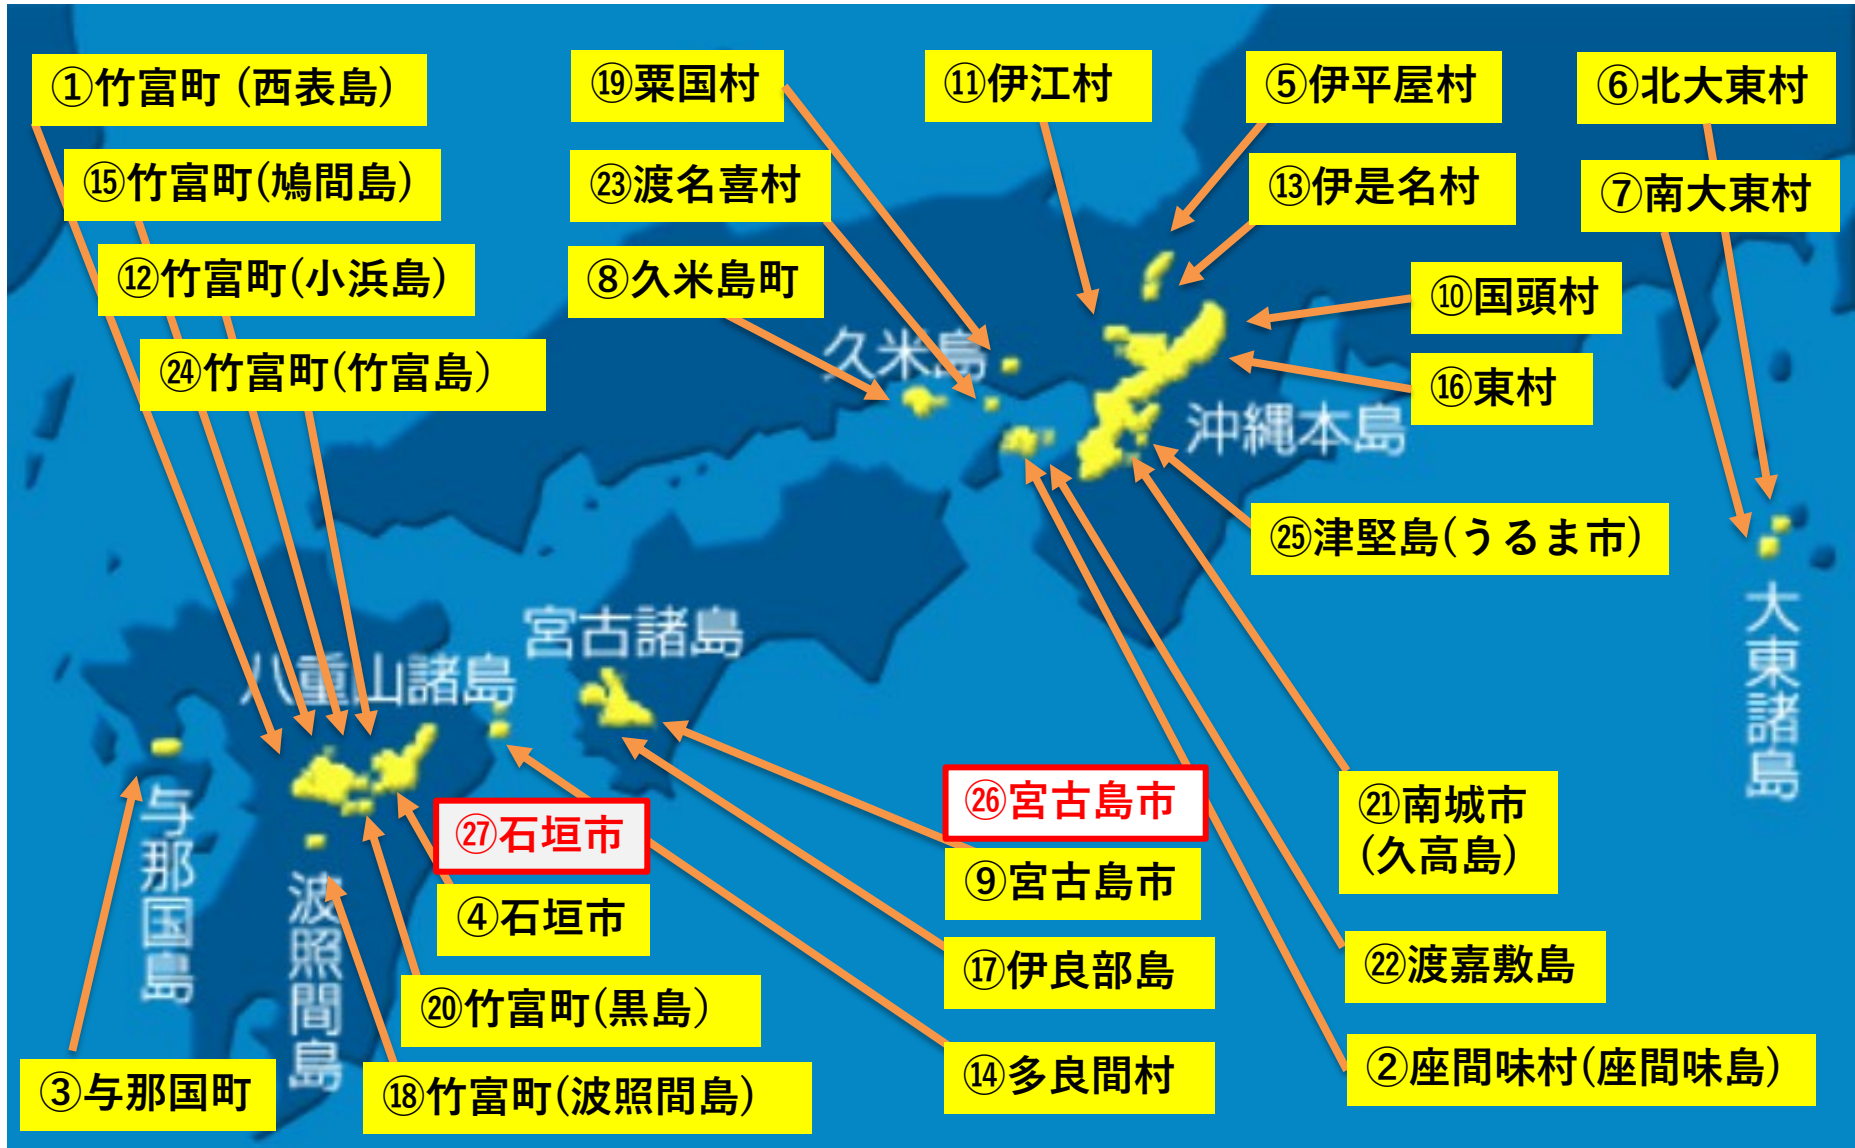 ①竹富町 (西表島)
⑲粟国村
⑪伊江村
⑤伊平屋村
⑥北大東村
⑮竹富町(鳩間島)
㉓渡名喜村
⑬伊是名村
⑦南大東村
⑫竹富町(小浜島)
⑧久米島町
⑩国頭村
㉔竹富町(竹富島)
久米島
⑯東村
沖縄本島
㉕津堅島(うるま市)
宮古諸島
八重山諸島
大東諸島
与那国島
波照間島
㉗石垣市
㉖宮古島市
㉑南城市
(久高島)
④石垣市
⑨宮古島市
⑰伊良部島
㉒渡嘉敷島
⑳竹富町(黒島)
③与那国町
⑱竹富町(波照間島)
⑭多良間村
②座間味村(座間味島)